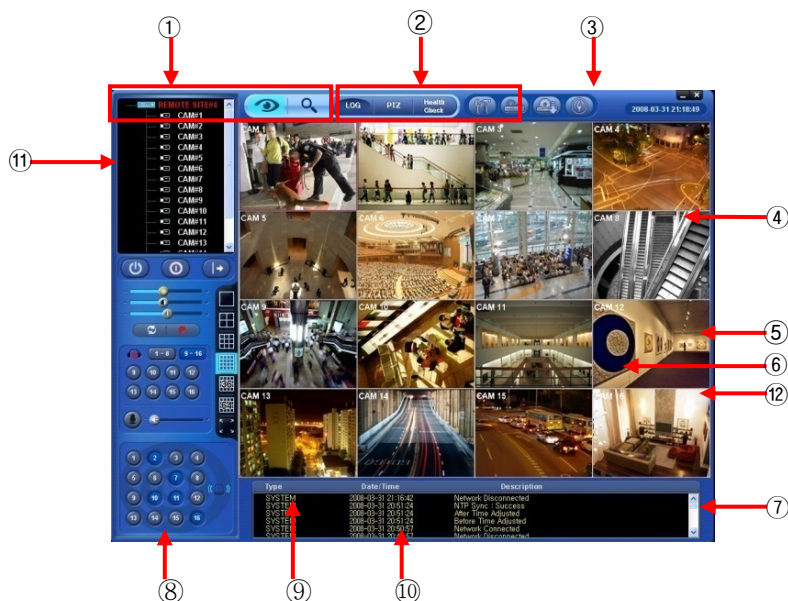 ① ② ③
REMOTE SITE#4
LOG PTZ Health Check
2008-03-31 21:18:49
CAM#1
CAM#2
CAM#3
CAM#4
CAM#5
CAM#6
CAM#7
CAM#8
CAM#9
CAM#10
CAM#11
CAM#12
CAM#13
⑪
CAM 1 CAM 3 CAM 4
CAM 5 CAM 6 CAM 7 CAM 8
④
CAM 9 CAM 10 CAM 11 CAM 12
⑤
⑥
⑫
CAM 13 CAM 14 CAM 15 CAM 16
1 - 8 9 - 16
9 10 11 12
13 14 15 16
1 2 3 4
5 6 7 8
9 10 11 12
13 14 15 16
Type Date/Time Description
SYSTEM 2008-03-31 21:16:42 Network Disconnected
SYSTEM 2008-03-31 20:51:24 NTP Sync : Success
SYSTEM 2008-03-31 20:51:24 After Time Adjusted
SYSTEM 2008-03-31 20:51:24 Before Time Adjusted
SYSTEM 2008-03-31 20:50:57 Network Connected
SYSTEM Network Disconnected
⑦
⑧ ⑨ ⑩